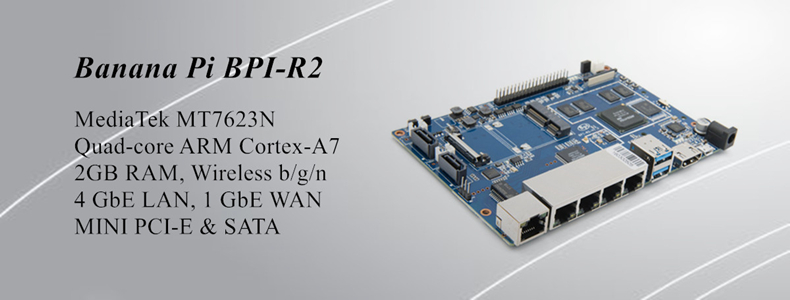 Banana Pi BPI-R2
MediaTek MT7623N
Quad-core ARM Cortex-A7
2GB RAM, Wireless b/g/n
4 GbE LAN, 1 GbE WAN
MINI PCI-E & SATA